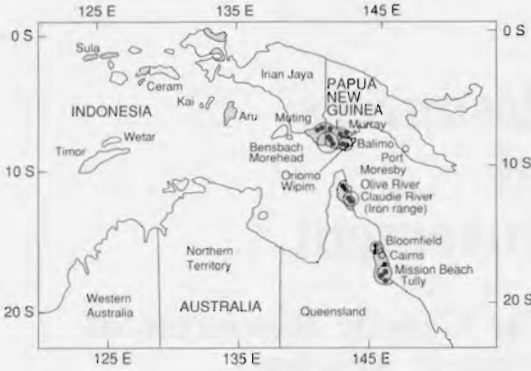 125 E 135 E 145 E
0 S 0 S
Sula
Irian Jaya
PAPUA
NEW
GUINEA
Ceram
INDONESIA
Kai
Aru
Muting
L. Murray
Wetar
Bensbach
Morehead
Balimo
Timor
Port
Moresby
10 S 10 S
Oriomo
Wipim
Olive River
Claudie River
(Iron range)
Bloomfield
Northern
Territory
Cairns
Mission Beach
Tully
Western
Australia
AUSTRALIA
Queensland
20 S 20 S
125 E 135 E 145 E